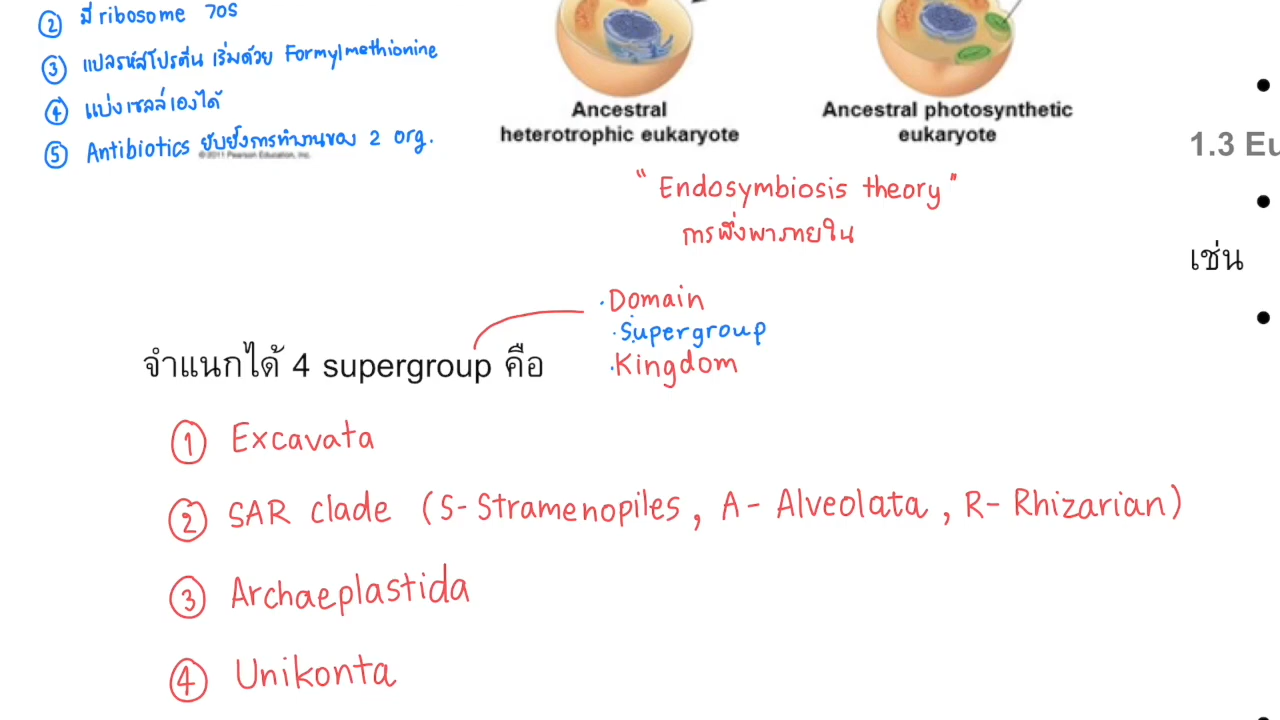 ② มี ribosome 70S
③ แปลรหัสโปรตีน เริ่มด้วย Formylmethionine
④ แบ่งเซลล์เองได้
⑤ Antibiotics ยับยั้งการทำงานของ 2 org.
© 2011 Pearson Education, Inc.
Ancestral
heterotrophic eukaryote
Ancestral photosynthetic
eukaryote
" Endosymbiosis theory "
การพึ่งพาภายใน
· Domain
· Supergroup
· Kingdom
จำแนกได้ 4 supergroup คือ
① Excavata
② SAR clade (S- Stramenopiles , A - Alveolata , R- Rhizarian)
③ Archaeplastida
④ Unikonta
1.3 Eu
เช่น